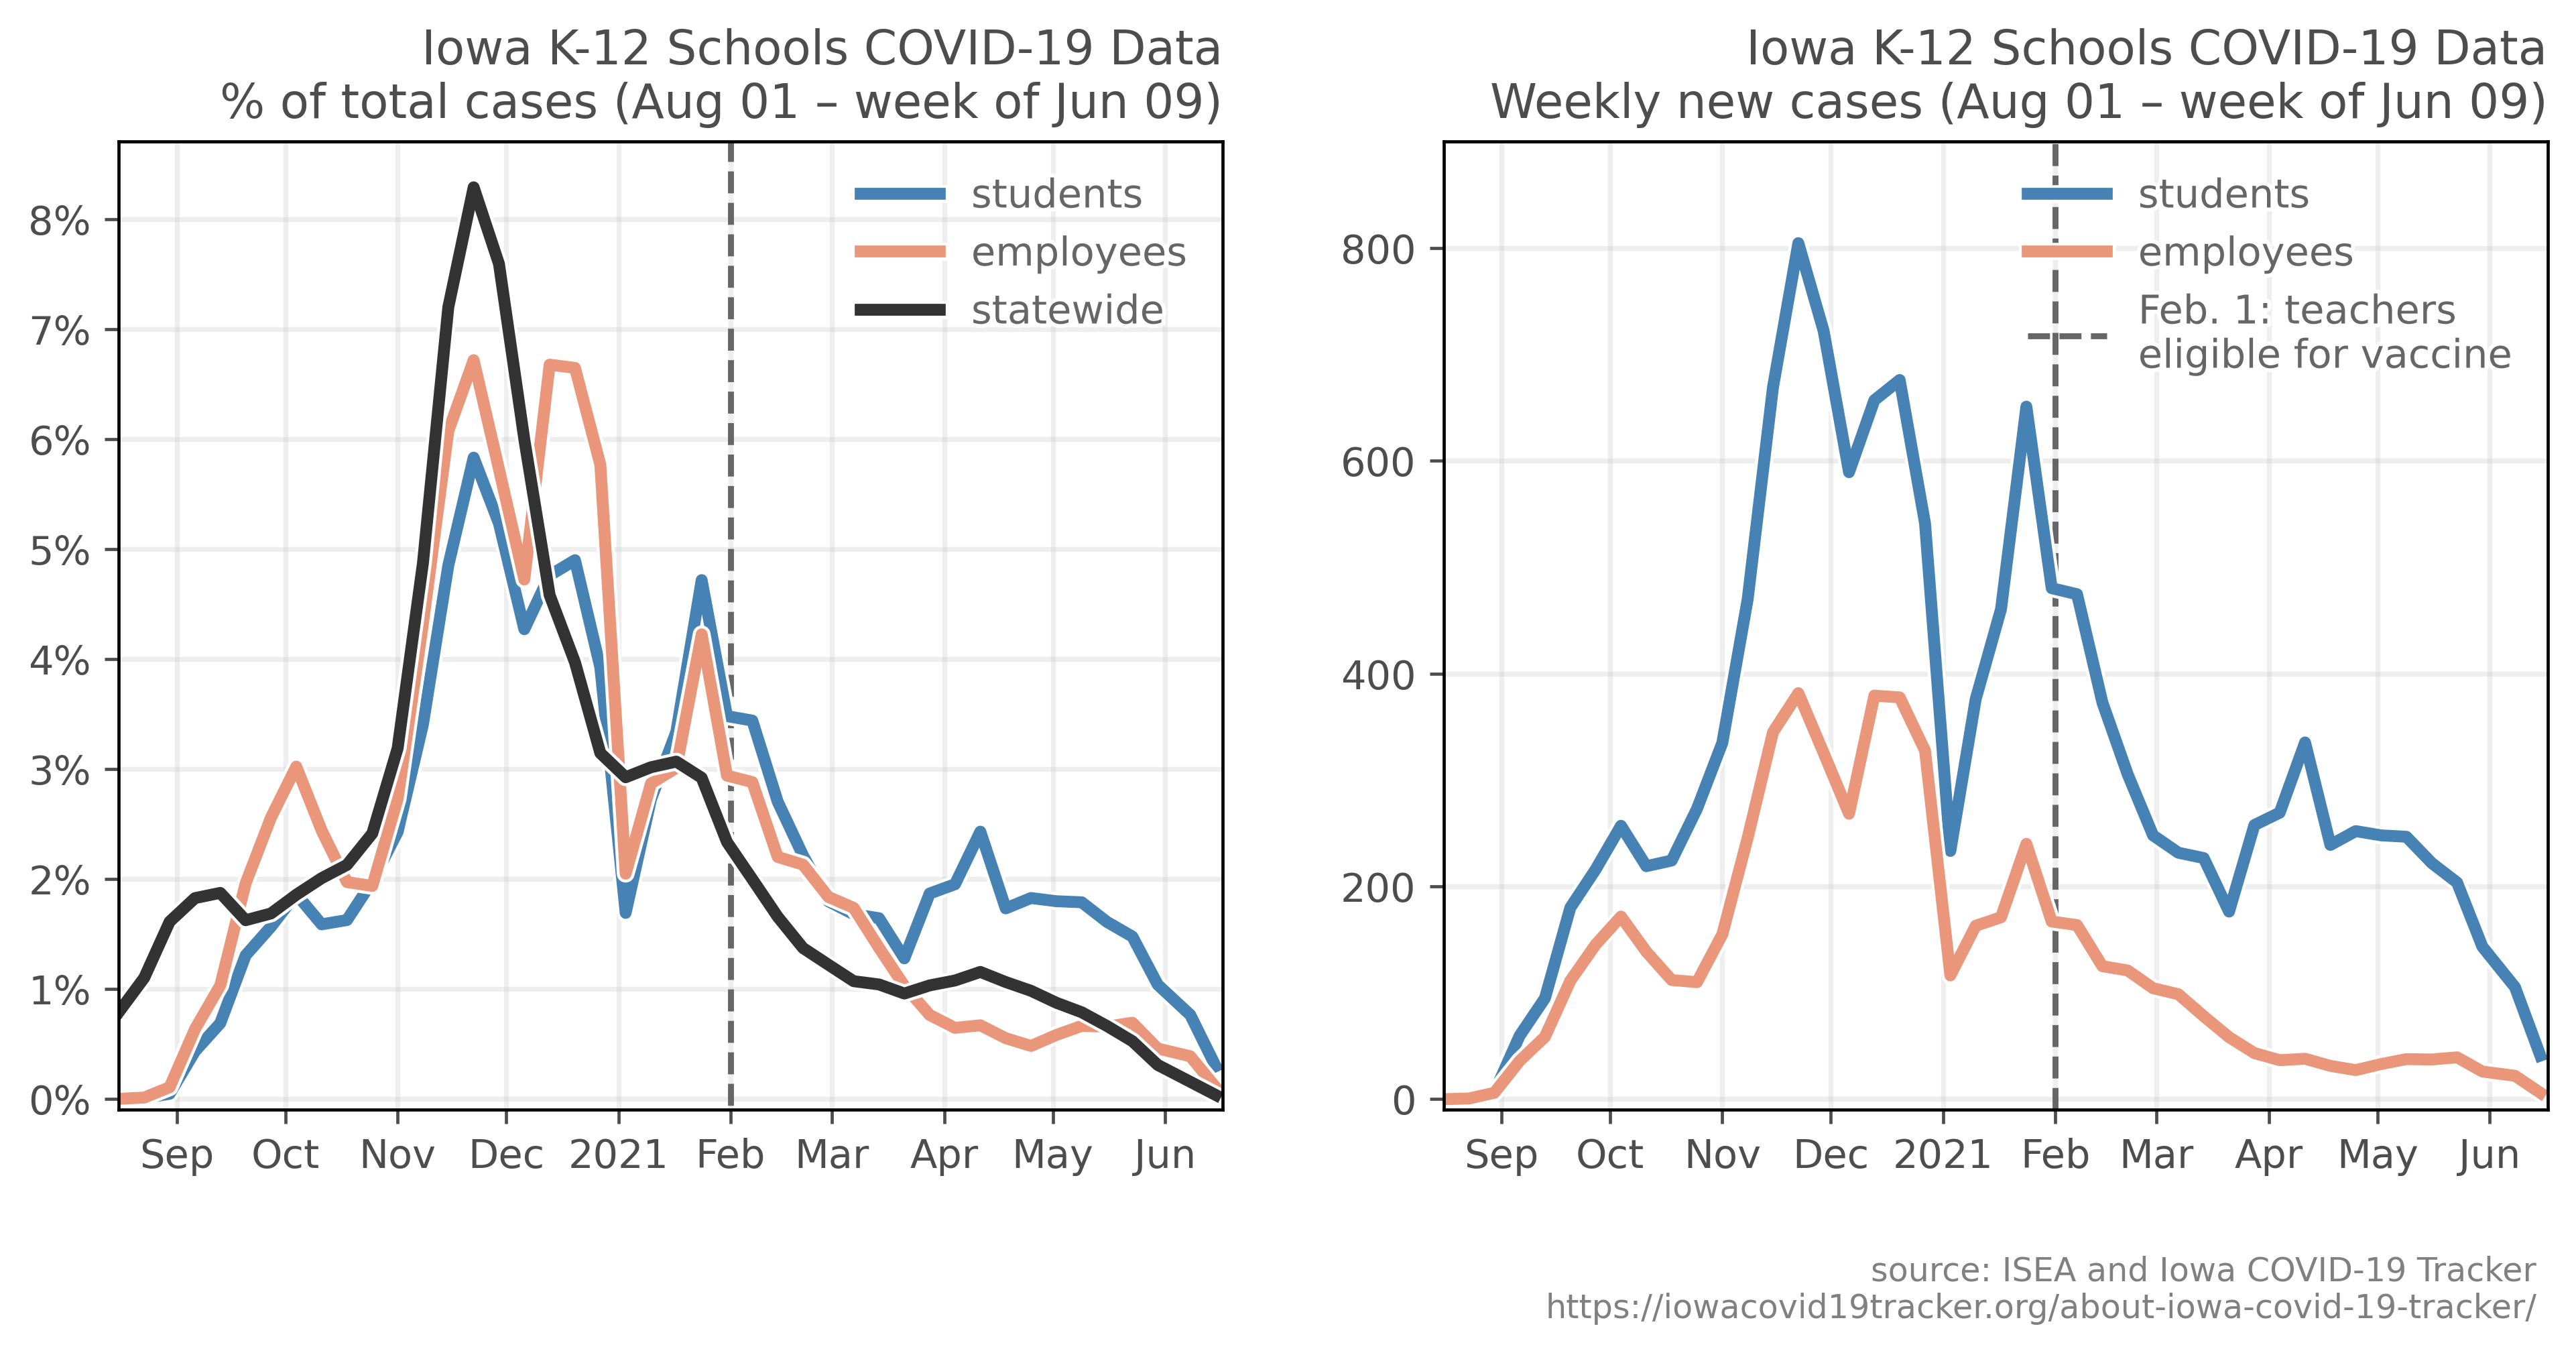 Iowa K-12 Schools COVID-19 Data
% of total cases (Aug 01 – week of Jun 09)
8%
7%
6%
5%
4%
3%
2%
1%
0%
students
employees
statewide
Sep Oct Nov Dec 2021 Feb Mar Apr May Jun
Iowa K-12 Schools COVID-19 Data
Weekly new cases (Aug 01 – week of Jun 09)
800
600
400
200
0
students
employees
Feb. 1: teachers
eligible for vaccine
Sep Oct Nov Dec 2021 Feb Mar Apr May Jun
source: ISEA and Iowa COVID-19 Tracker
https://iowacovid19tracker.org/about-iowa-covid-19-tracker/